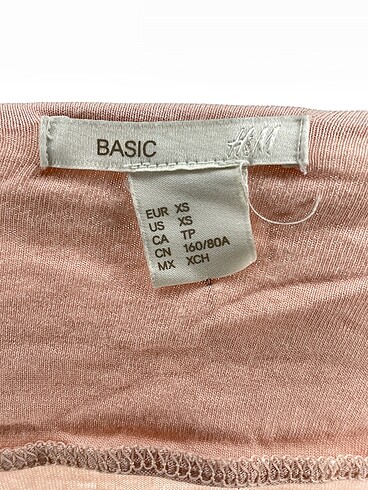 BASIC H&M
EUR XS
US XS
CA TP
CN 160/80A
MX XCH